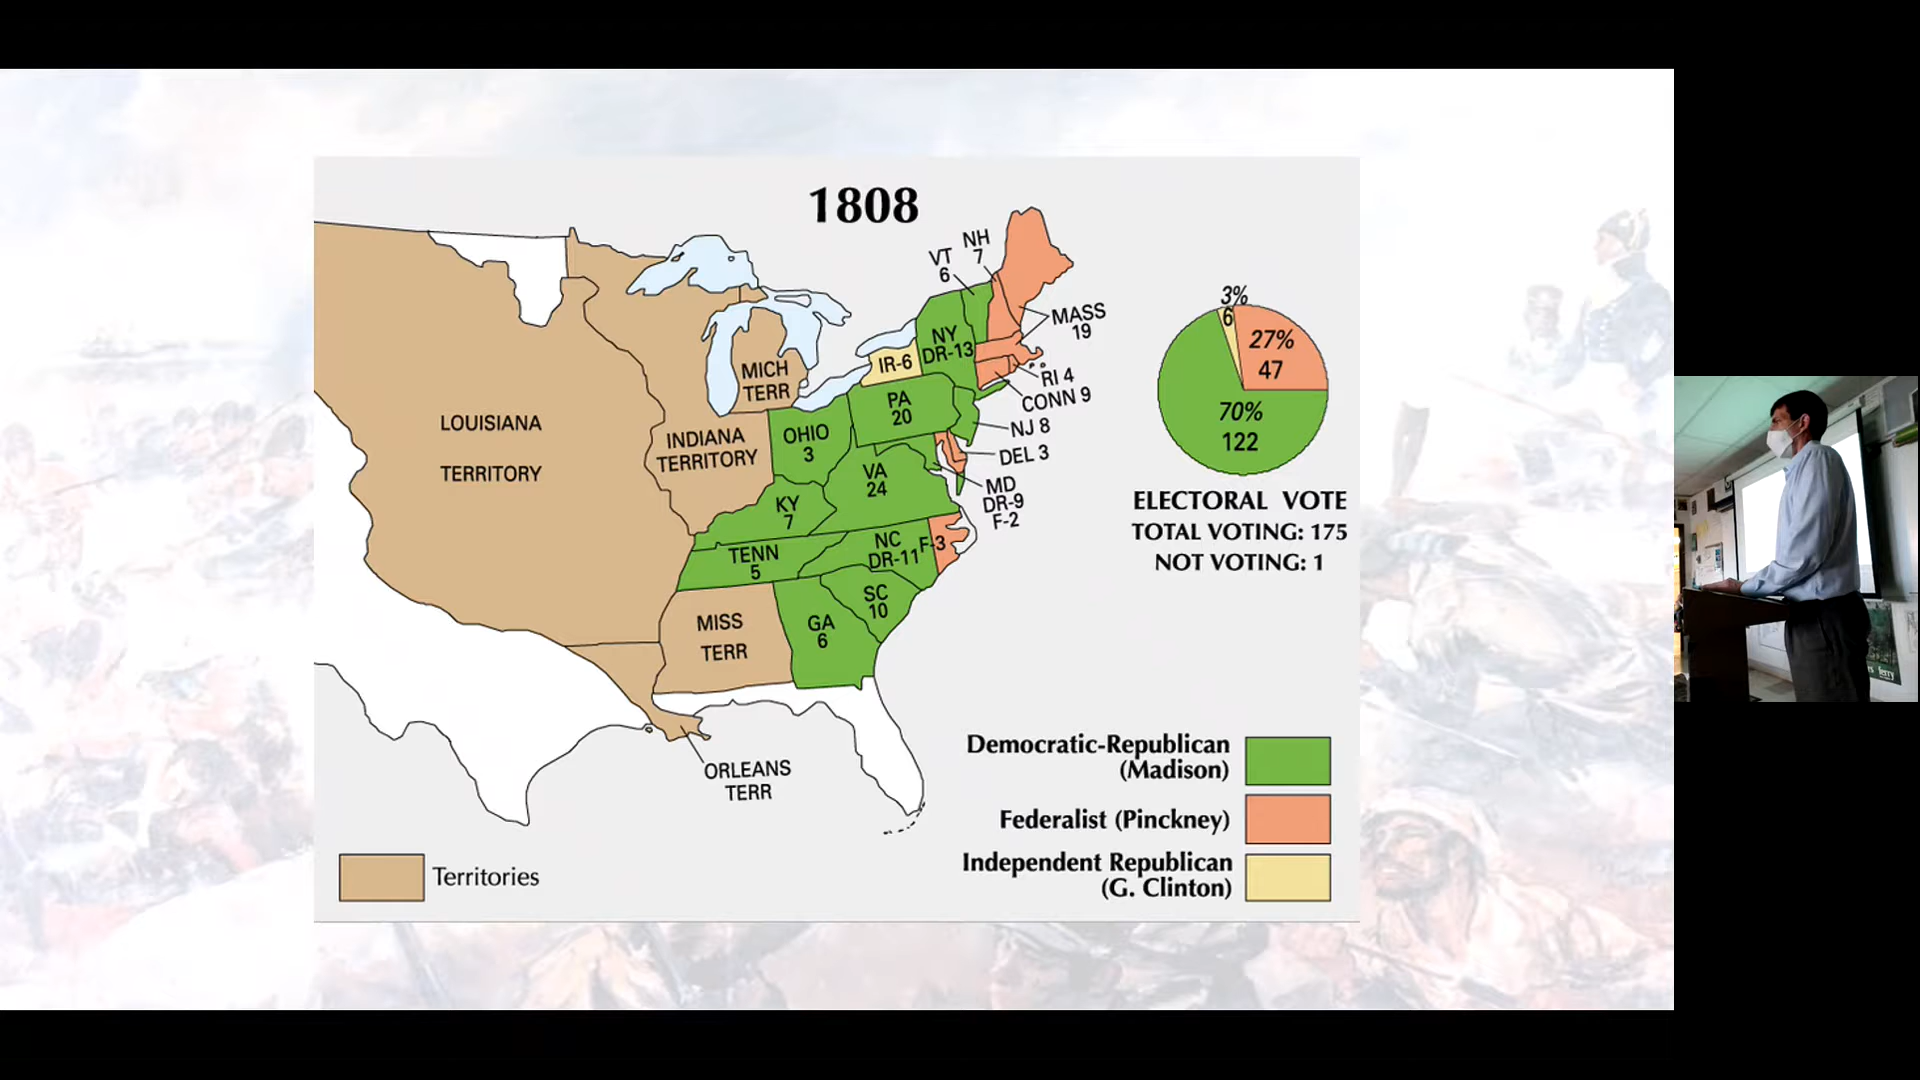 1808
NH
7
VT
6
MASS
19
NY
DR-13
IR-6
RI 4
CONN 9
MICH
TERR
PA
20
NJ 8
LOUISIANA
TERRITORY
INDIANA
TERRITORY
OHIO
3
DEL 3
VA
24
MD
DR-9
F-2
KY
7
NC
DR-11
F-3
TENN
5
SC
10
MISS
TERR
GA
6
ORLEANS
TERR
3%
6
27%
47
70%
122
ELECTORAL VOTE
TOTAL VOTING: 175
NOT VOTING: 1
Democratic-Republican
(Madison)
Federalist (Pinckney)
Independent Republican
(G. Clinton)
Territories
ferry